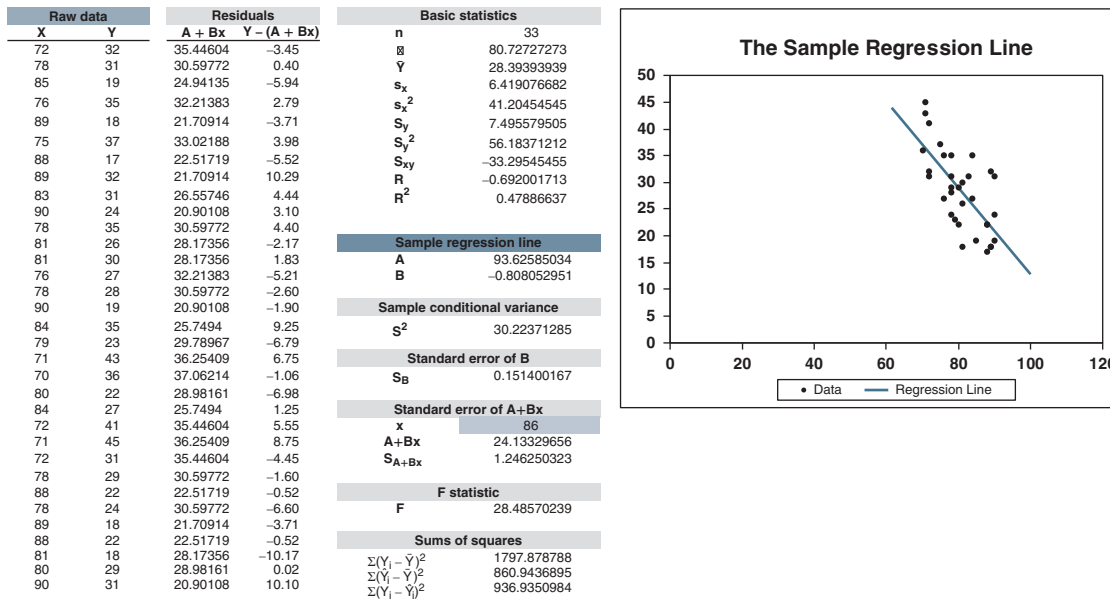 Raw data Residuals
X Y A + Bx Y – (A + Bx)
72 32 35.44604 –3.45
78 31 30.59772 0.40
85 19 24.94135 –5.94
76 35 32.21383 2.79
89 18 21.70914 –3.71
75 37 33.02188 3.98
88 17 22.51719 –5.52
89 32 21.70914 10.29
83 31 26.55746 4.44
90 24 20.90108 3.10
78 35 30.59772 4.40
81 26 28.17356 –2.17
81 30 28.17356 1.83
76 27 32.21383 –5.21
78 28 30.59772 –2.60
90 19 20.90108 –1.90
84 35 25.7494 9.25
79 23 29.78967 –6.79
71 43 36.25409 6.75
70 36 37.06214 –1.06
80 22 28.98161 –6.98
84 27 25.7494 1.25
72 41 35.44604 5.55
71 45 36.25409 8.75
72 31 35.44604 –4.45
78 29 30.59772 –1.60
88 22 22.51719 –0.52
78 24 30.59772 –6.60
89 18 21.70914 –3.71
88 22 22.51719 –0.52
81 18 28.17356 –10.17
80 29 28.98161 0.02
90 31 20.90108 10.10
Basic statistics
n 33
80.72727273
Ȳ 28.39393939
sx 6.419076682
sx² 41.20454545
Sy 7.495579505
Sy² 56.18371212
Sxy –33.29545455
R –0.692001713
R² 0.47886637
Sample regression line
A 93.62585034
B –0.808052951
Sample conditional variance
S² 30.22371285
Standard error of B
SB 0.151400167
Standard error of A+Bx
x 86
A+Bx 24.13329656
SA+Bx 1.246250323
F statistic
F 28.48570239
Sums of squares
Σ(Yi – Ȳ)² 1797.878788
Σ(Ŷi – Ȳ)² 860.9436895
Σ(Yi – Ŷi)² 936.9350984
The Sample Regression Line
50
45
40
35
30
25
20
15
10
5
0
0 20 40 60 80 100 120
Data Regression Line